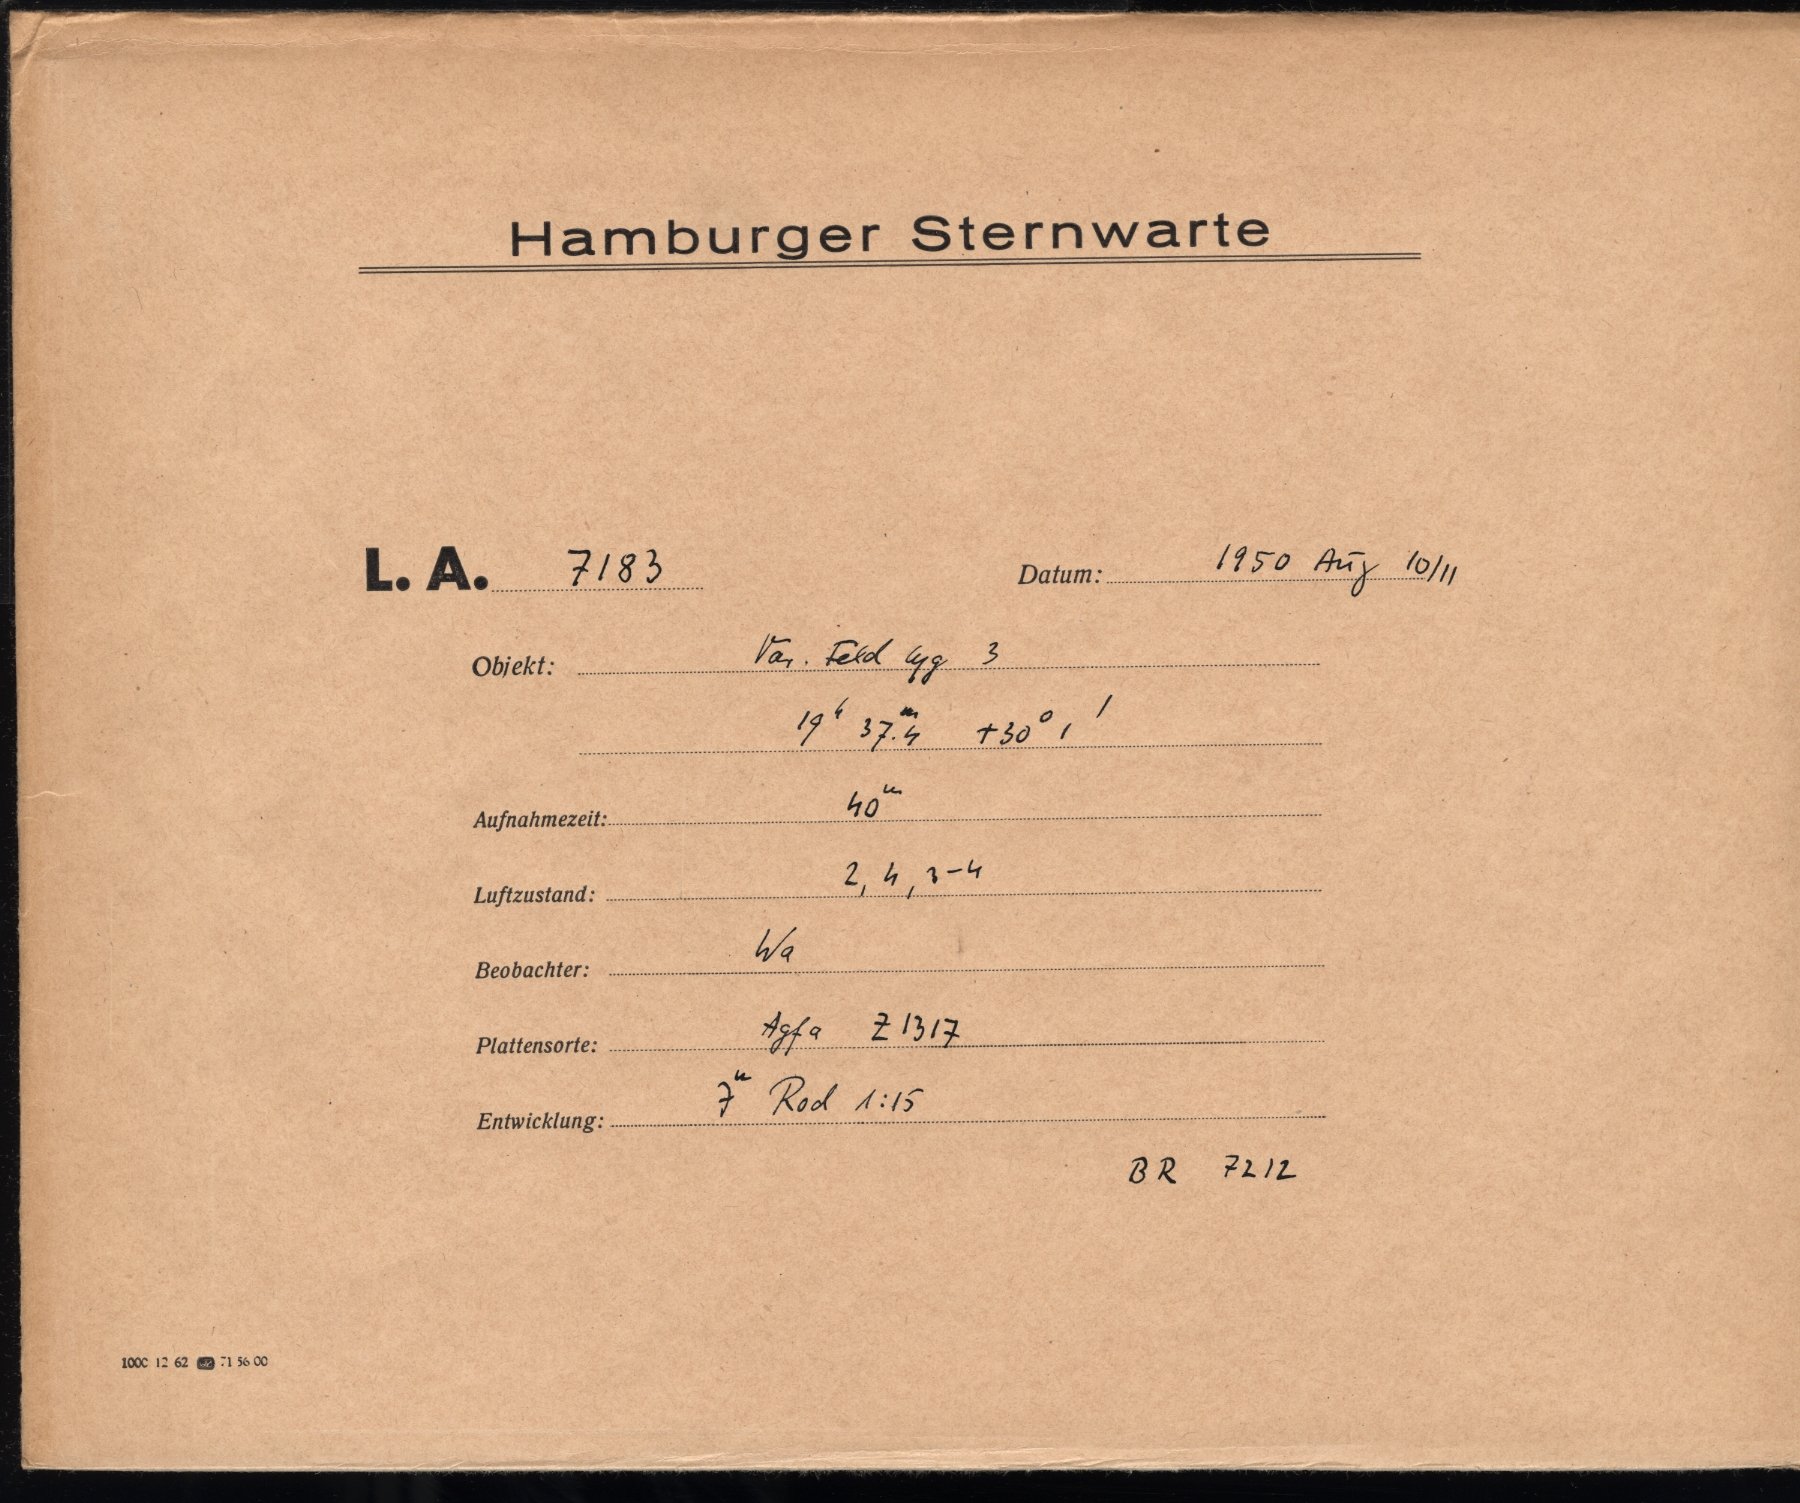 Hamburger Sternwarte
L. A. 7183 Datum: 1950 Aug 10/11
Objekt: Var. Feld Cyg 3
19ʰ 37.ᵐ4 +30° 1'
Aufnahmezeit: 40ᵐ
Luftzustand: 2, 4, 3-4
Beobachter: Wa
Plattensorte: Agfa Z1317
Entwicklung: 7ᵐ Rod 1:15
BR 7212
1000 12 62 71 56 00